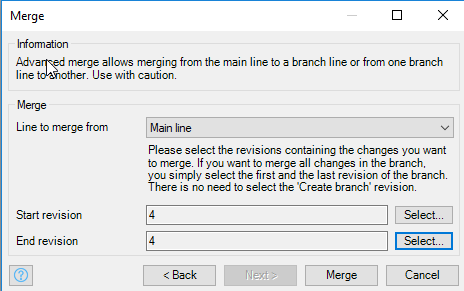 Merge
Information
Advanced merge allows merging from the main line to a branch line or from one branch
line to another. Use with caution.
Merge
Line to merge from
Main line
Please select the revisions containing the changes you want
to merge. If you want to merge all changes in the branch,
you simply select the first and the last revision of the branch.
There is no need to select the 'Create branch' revision.
Start revision
4
Select...
End revision
4
Select...
?
< Back
Next >
Merge
Cancel